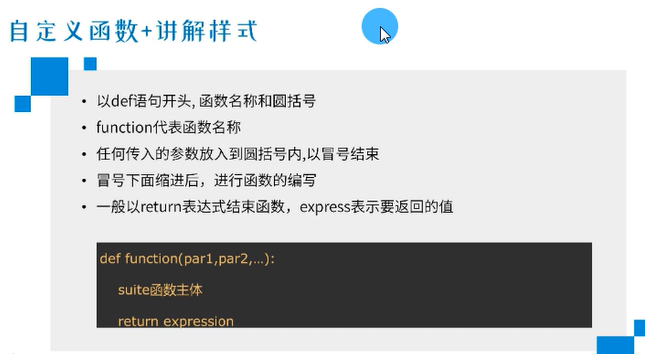 自定义函数+讲解样式
• 以def语句开头, 函数名称和圆括号
• function代表函数名称
• 任何传入的参数放入到圆括号内,以冒号结束
• 冒号下面缩进后，进行函数的编写
• 一般以return表达式结束函数，express表示要返回的值
def function(par1,par2,…):
suite函数主体
return expression